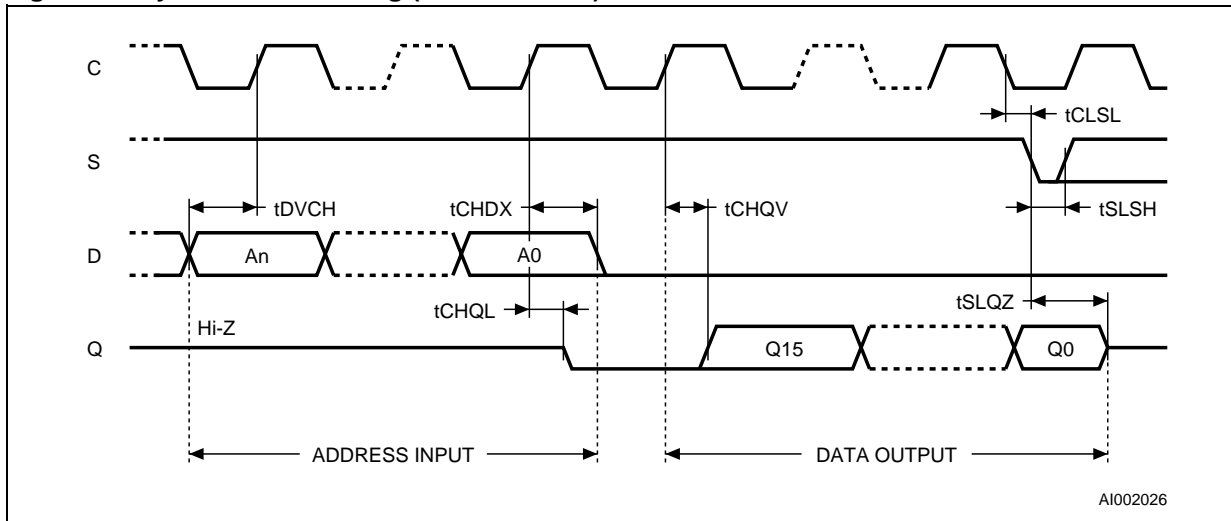 C
tCLSL
S
tDVCH tCHDX tCHQV tSLSH
D An A0
tCHQL tSLQZ
Hi-Z
Q Q15 Q0
ADDRESS INPUT DATA OUTPUT
AI002026